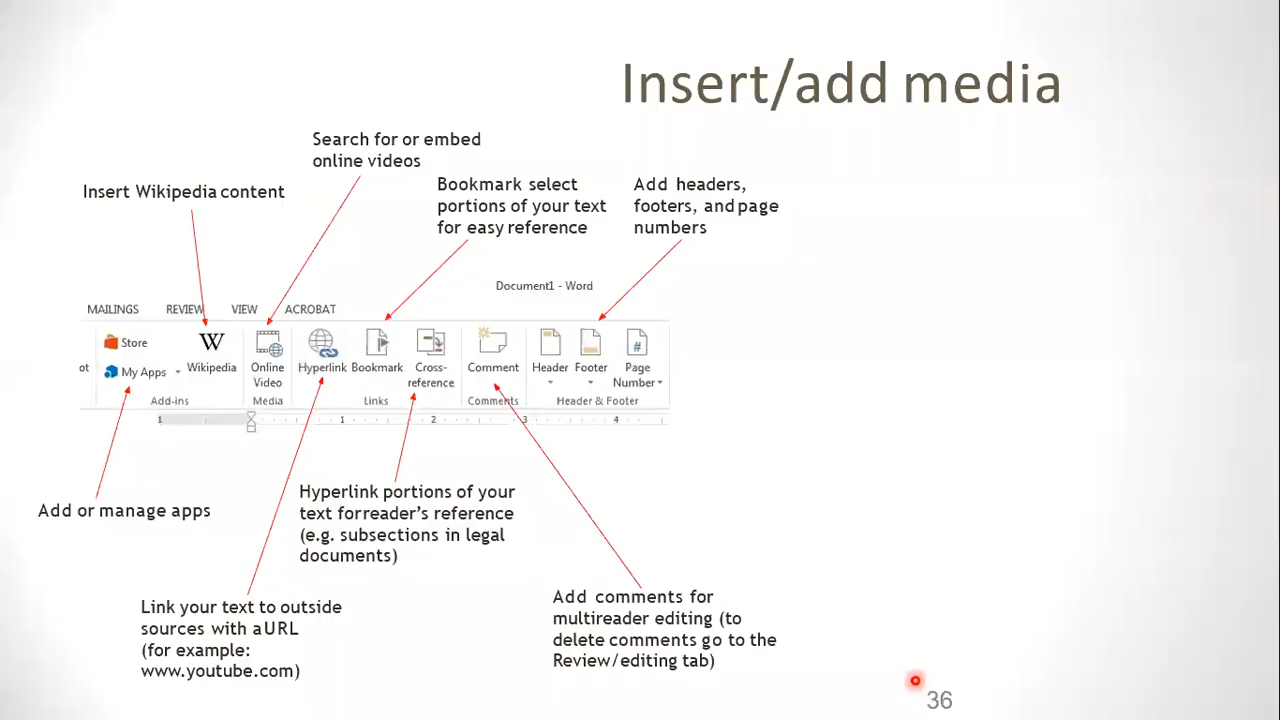 Insert/add media
Search for or embed
online videos
Insert Wikipedia content
Bookmark select
portions of your text
for easy reference
Add headers,
footers, and page
numbers
Document1 - Word
MAILINGS REVIEW VIEW ACROBAT
ot
Store
My Apps
Wikipedia
Add-ins
Online
Video
Media
Hyperlink
Bookmark
Cross-
reference
Links
Comment
Comments
Header
Footer
Page
Number
Header & Footer
1 1 2 3 4
Add or manage apps
Hyperlink portions of your
text forreader's reference
(e.g. subsections in legal
documents)
Link your text to outside
sources with aURL
(for example:
www.youtube.com)
Add comments for
multireader editing (to
delete comments go to the
Review/editing tab)
36